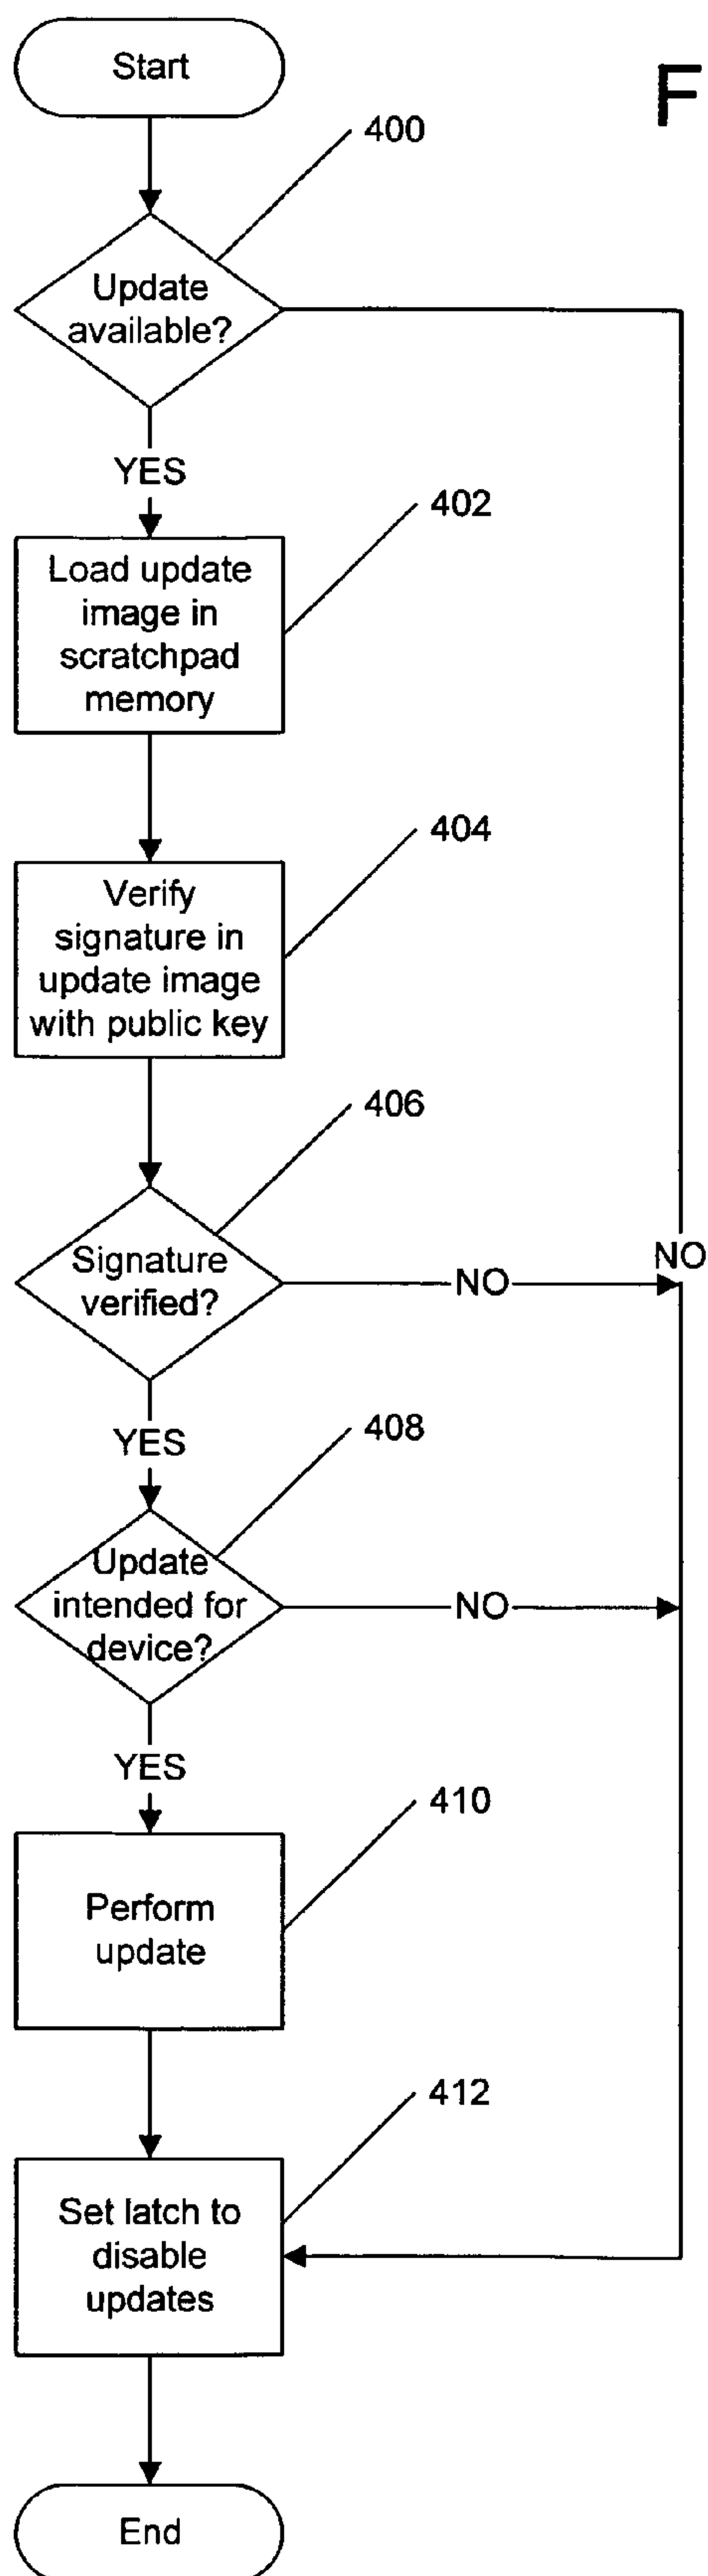 Start
F
400
Update
available?
YES
402
Load update
image in
scratchpad
memory
404
Verify
signature in
update image
with public key
406
Signature
verified?
NO
NO
YES
408
Update
intended for
device?
NO
YES
410
Perform
update
412
Set latch to
disable
updates
End